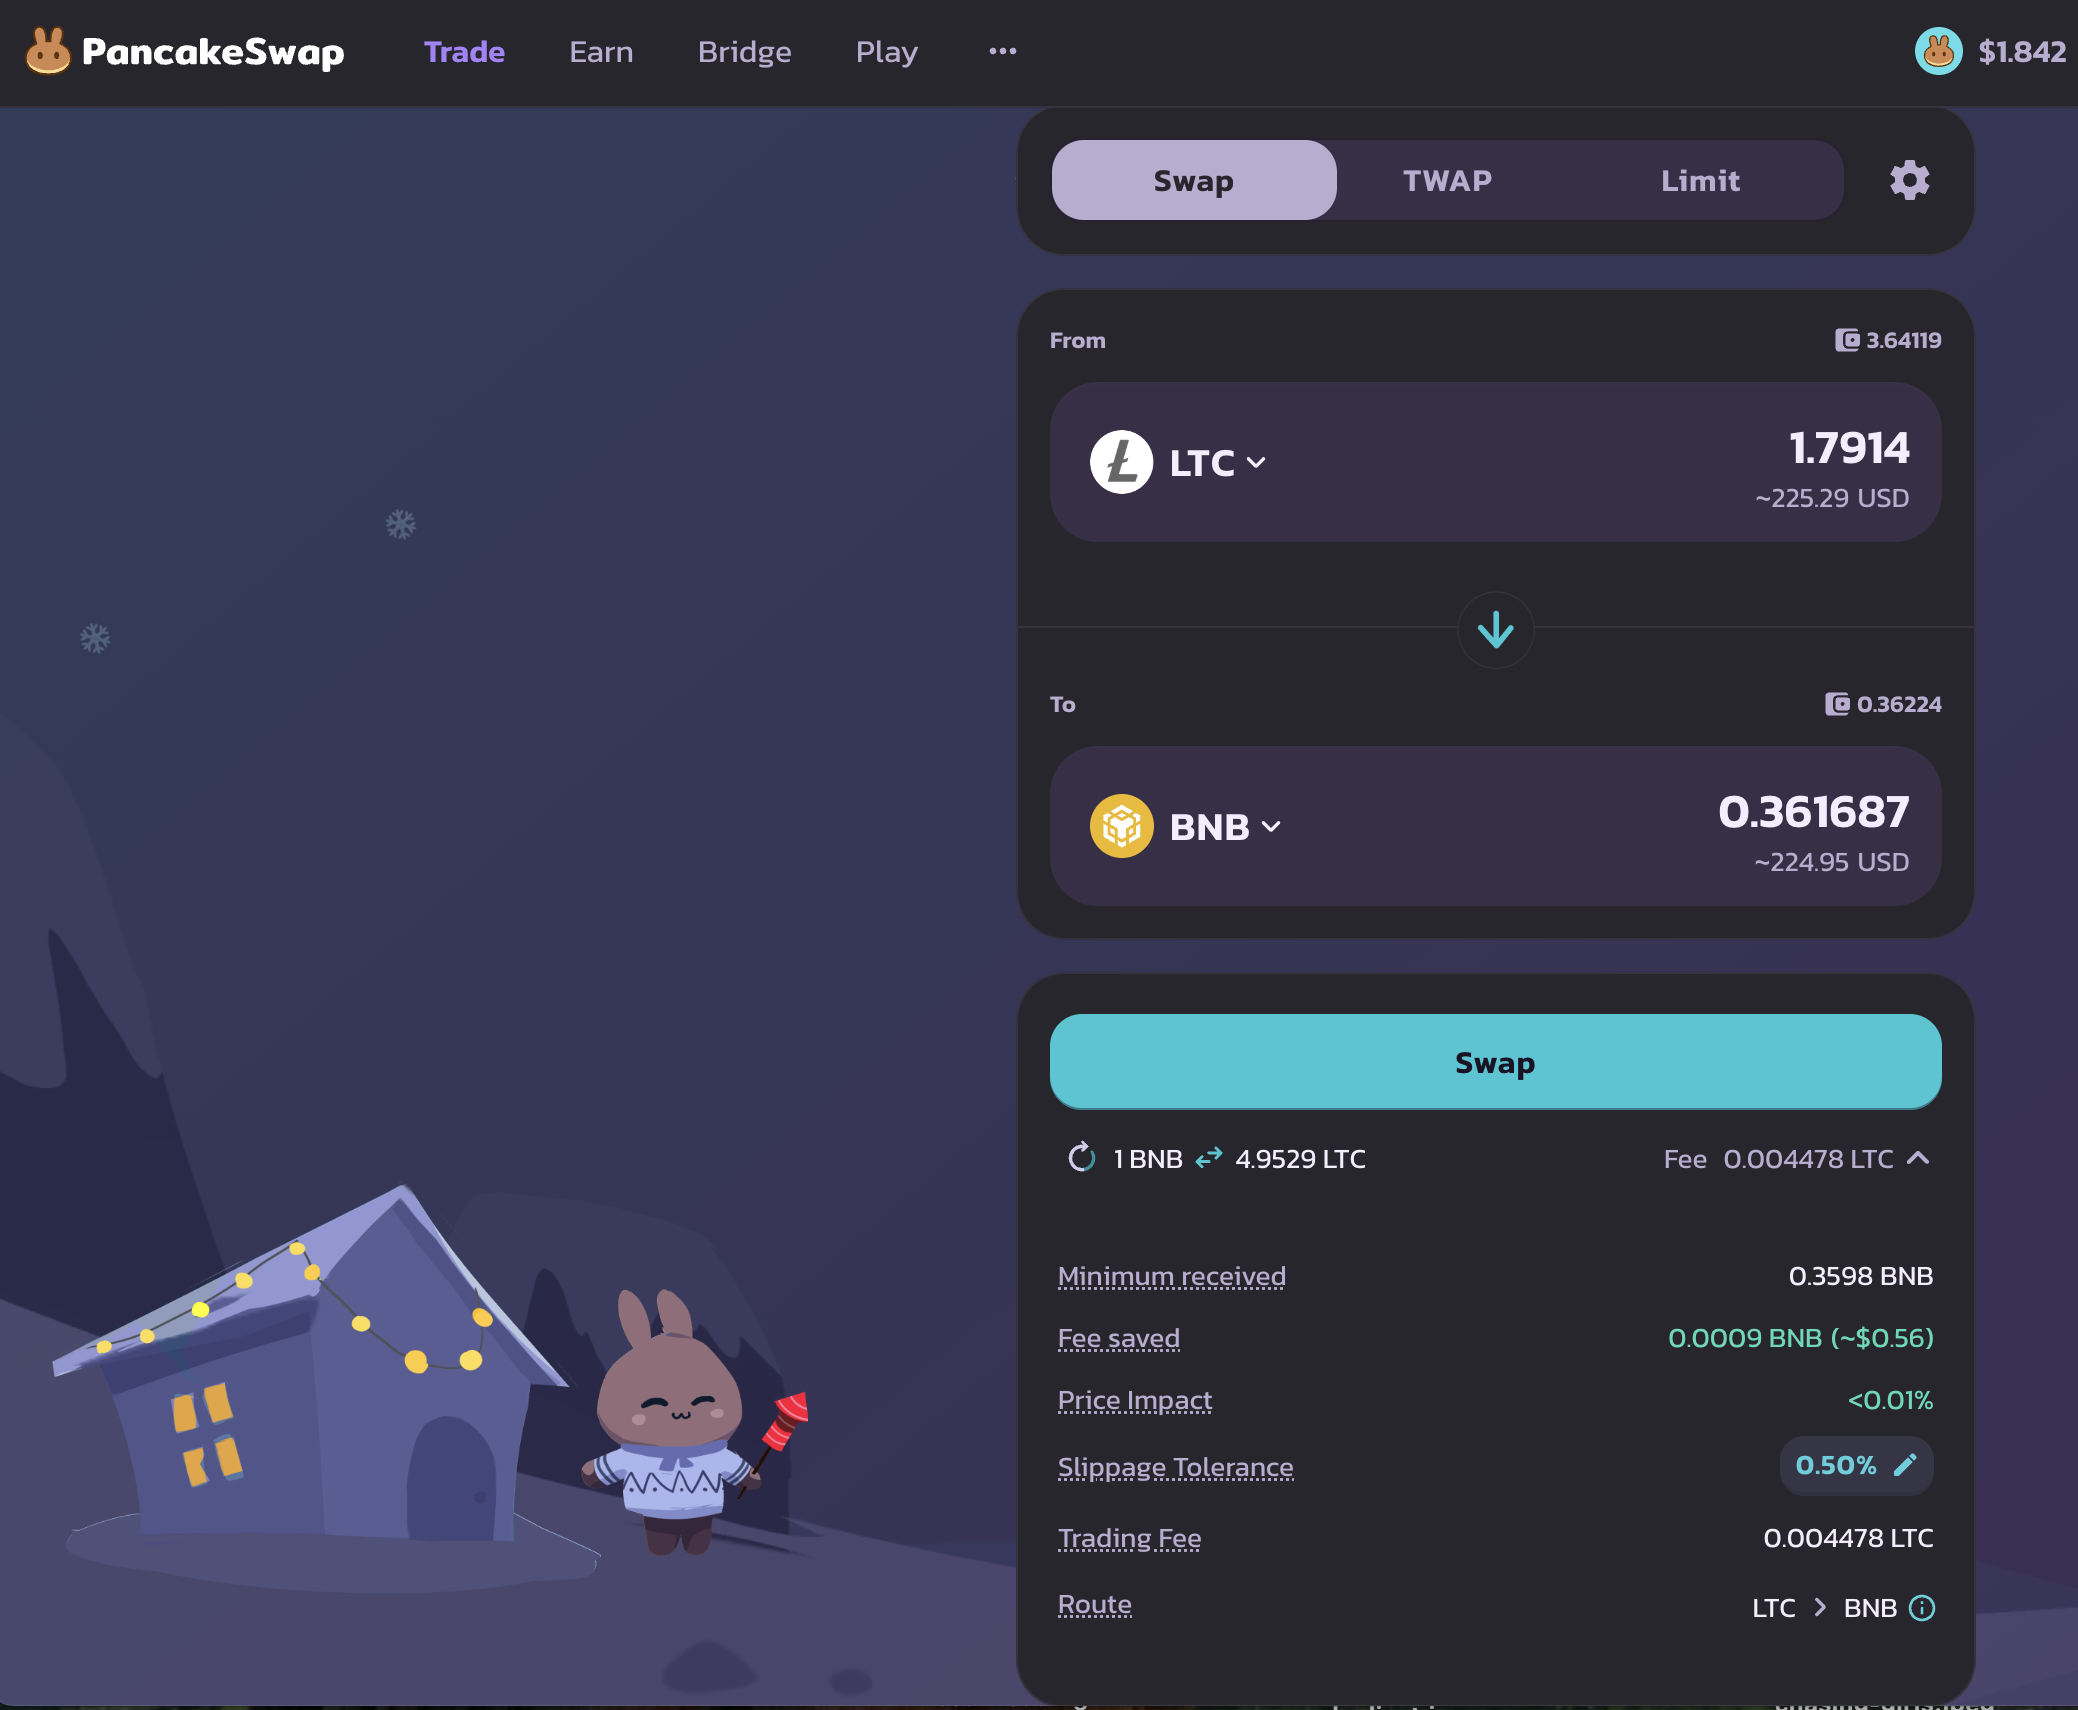 PancakeSwap Trade Earn Bridge Play ••• $1.842
Swap TWAP Limit
From 3.64119
LTC 1.7914
~225.29 USD
To 0.36224
BNB 0.361687
~224.95 USD
Swap
1 BNB 4.9529 LTC Fee 0.004478 LTC
Minimum received 0.3598 BNB
Fee saved 0.0009 BNB (~$0.56)
Price Impact <0.01%
Slippage Tolerance 0.50%
Trading Fee 0.004478 LTC
Route LTC > BNB